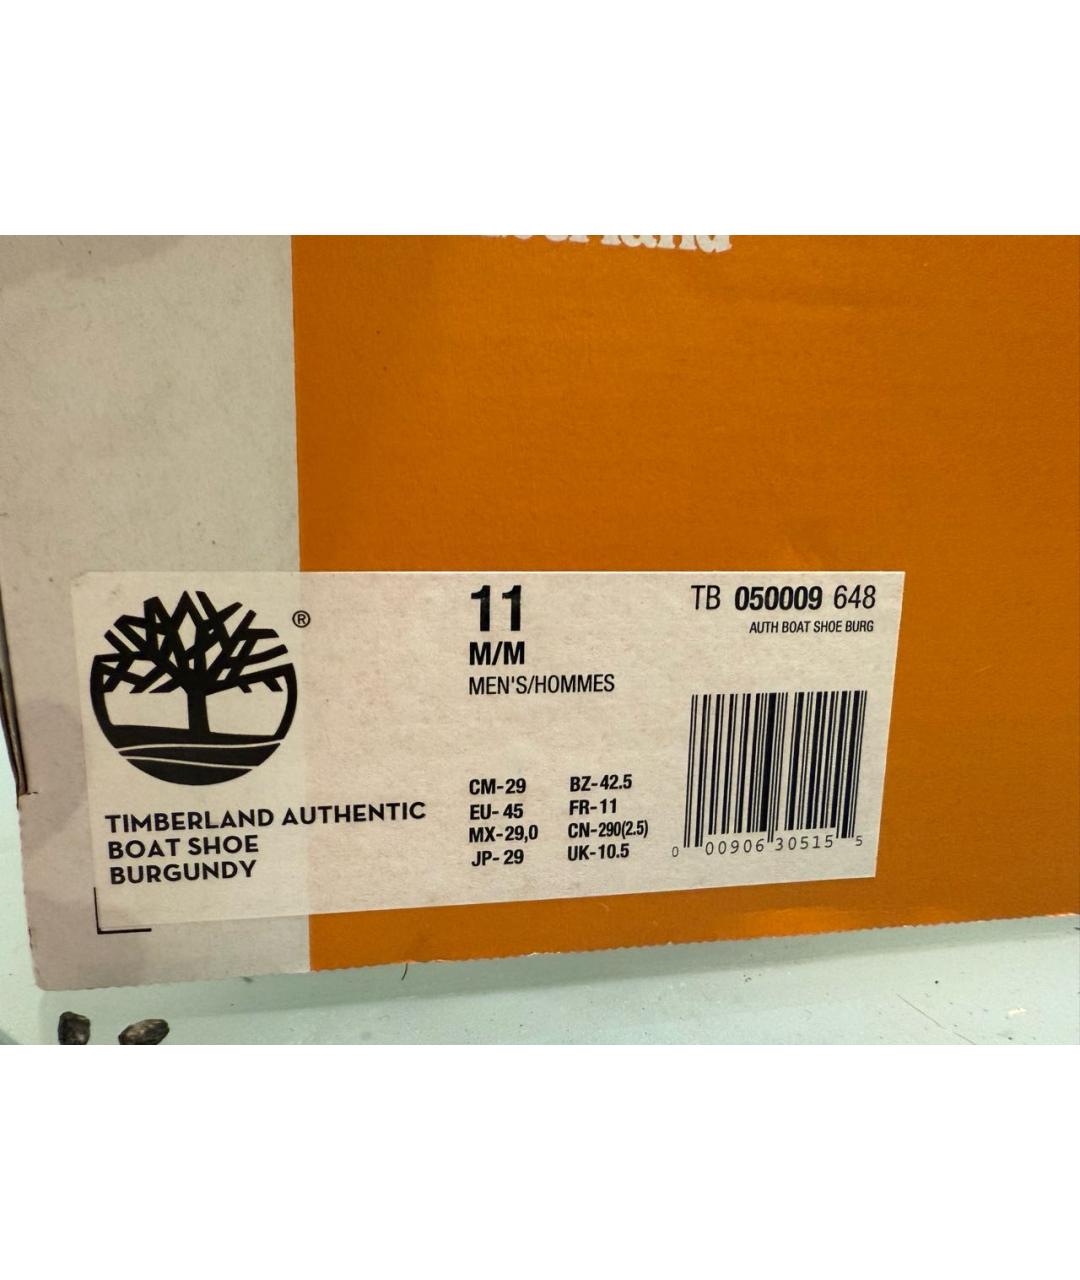 ®
TIMBERLAND AUTHENTIC
BOAT SHOE
BURGUNDY
11
M/M
MEN'S/HOMMES
CM-29 BZ-42.5
EU-45 FR-11
MX-29,0 CN-290(2.5)
JP-29 UK-10.5
TB 050009 648
AUTH BOAT SHOE BURG
0 00906 30515 5